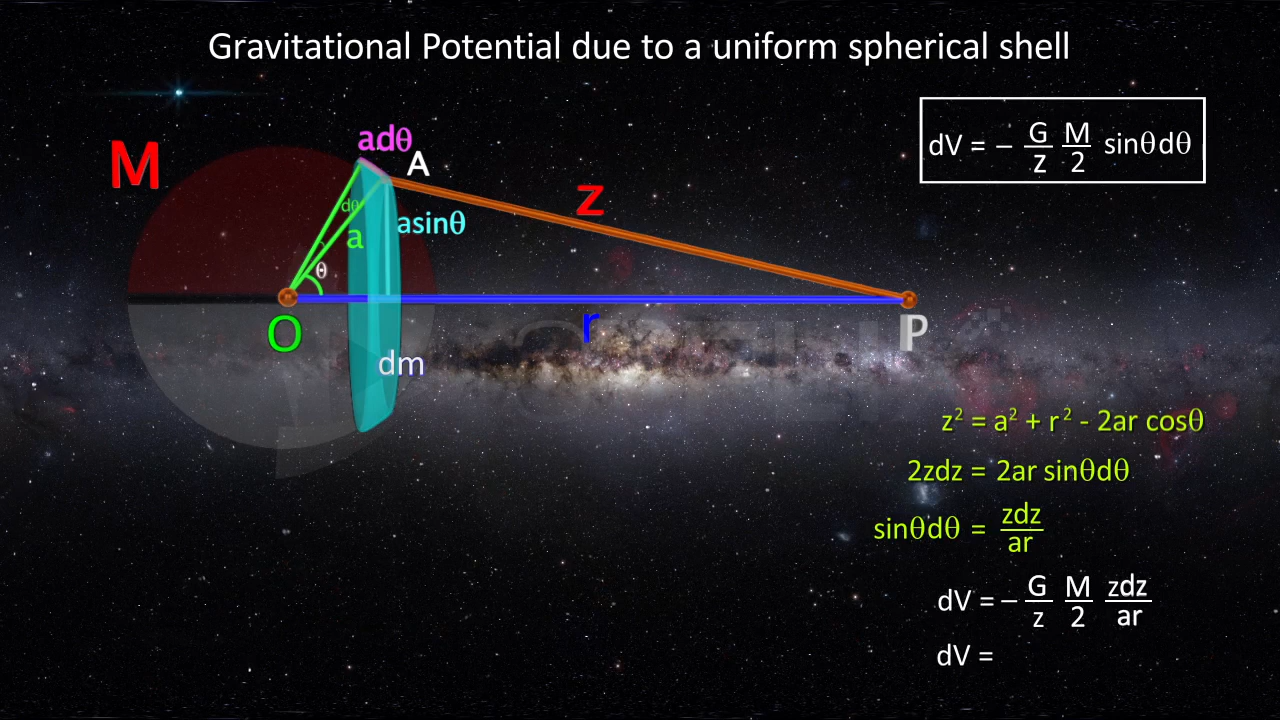 Gravitational Potential due to a uniform spherical shell
dV = − G/z M/2 sinθdθ
M
adθ
A
z
dθ
a
asinθ
θ
O
r
P
dm
z² = a² + r² - 2ar cosθ
2zdz = 2ar sinθdθ
sinθdθ = zdz/ar
dV = − G/z M/2 zdz/ar
dV =